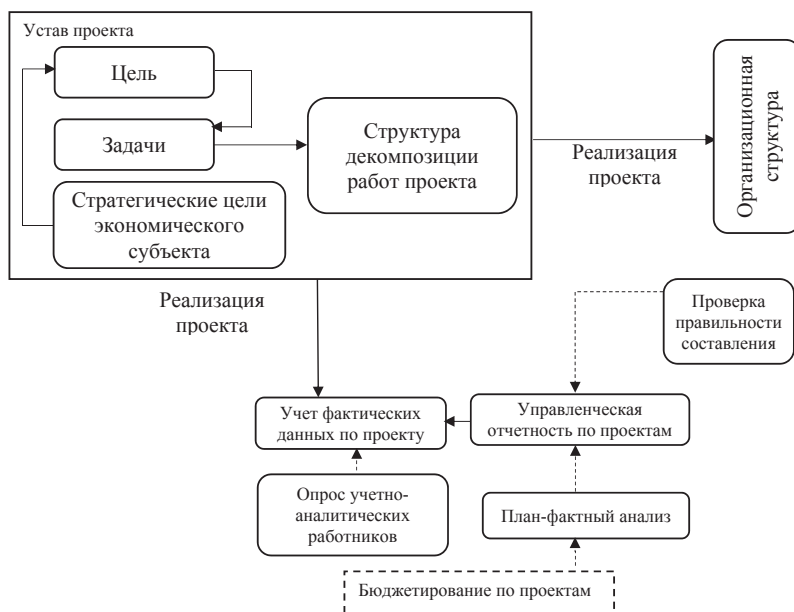 Устав проекта
Цель
Задачи
Стратегические цели
экономического
субъекта
Структура
декомпозиции
работ проекта
Реализация
проекта
Организационная
структура
Реализация
проекта
Проверка
правильности
составления
Учет фактических
данных по проекту
Управленческая
отчетность по проектам
Опрос учетно-
аналитических
работников
План-фактный анализ
Бюджетирование по проектам